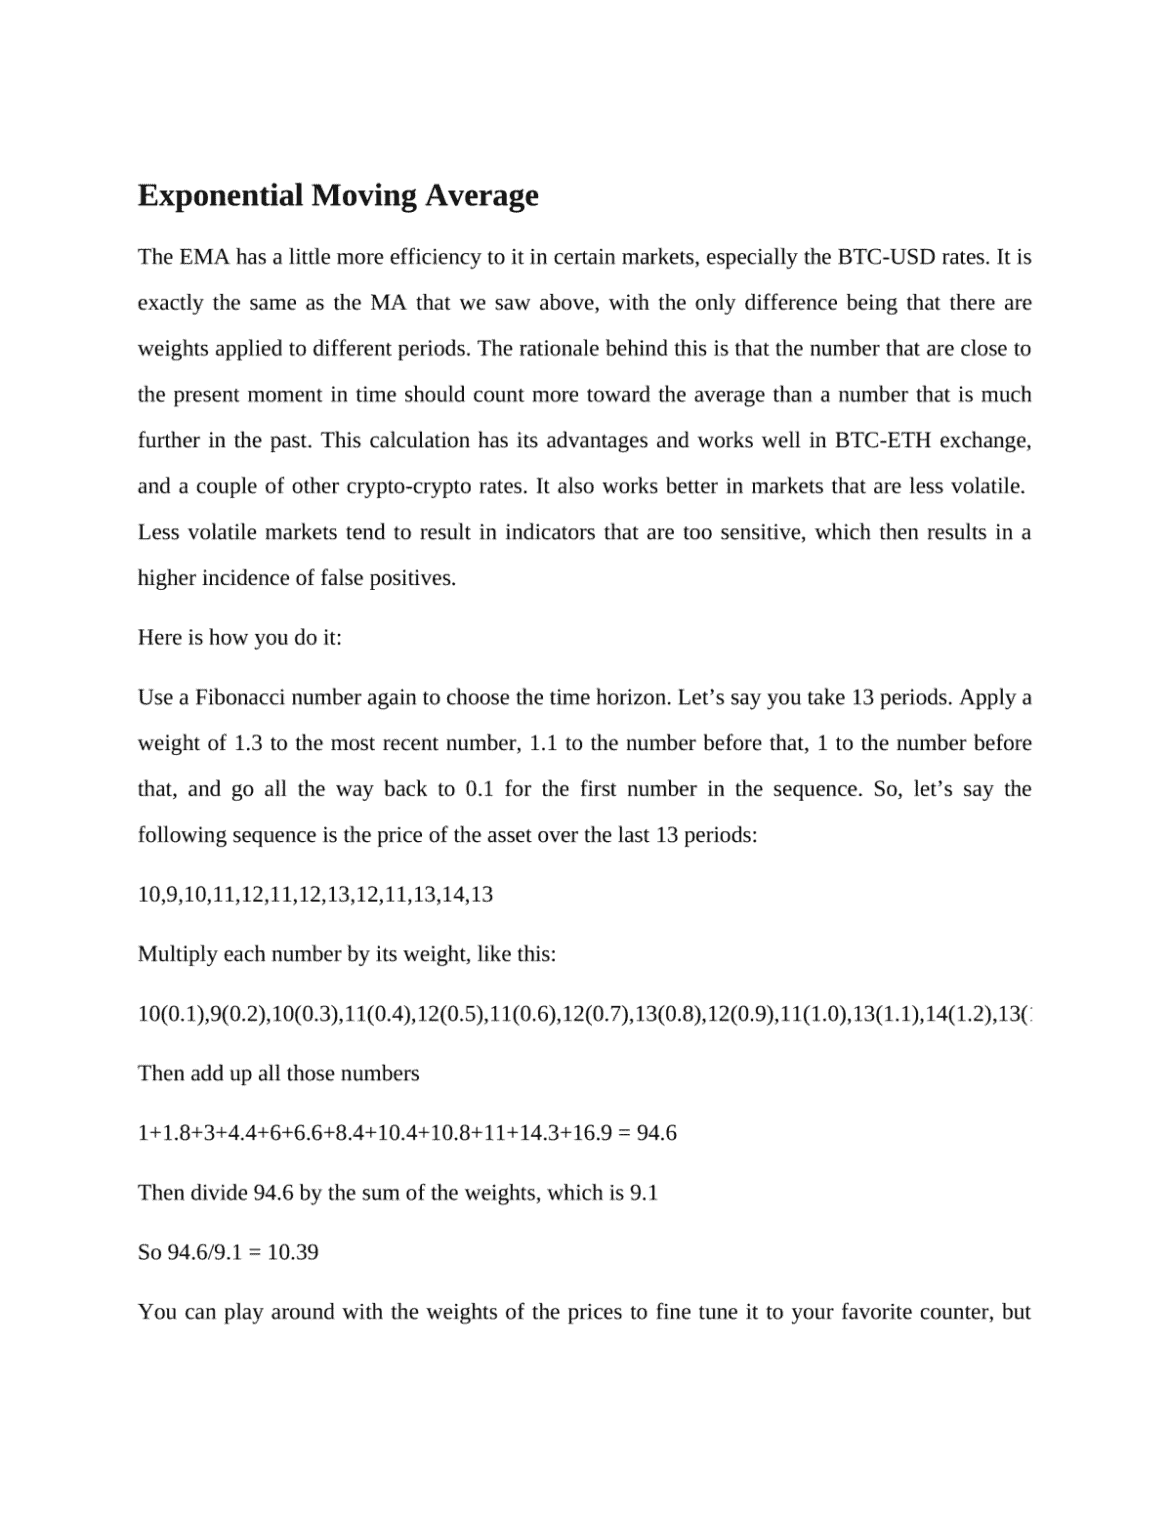 Exponential Moving Average
The EMA has a little more efficiency to it in certain markets, especially the BTC-USD rates. It is
exactly the same as the MA that we saw above, with the only difference being that there are
weights applied to different periods. The rationale behind this is that the number that are close to
the present moment in time should count more toward the average than a number that is much
further in the past. This calculation has its advantages and works well in BTC-ETH exchange,
and a couple of other crypto-crypto rates. It also works better in markets that are less volatile.
Less volatile markets tend to result in indicators that are too sensitive, which then results in a
higher incidence of false positives.
Here is how you do it:
Use a Fibonacci number again to choose the time horizon. Let’s say you take 13 periods. Apply a
weight of 1.3 to the most recent number, 1.1 to the number before that, 1 to the number before
that, and go all the way back to 0.1 for the first number in the sequence. So, let’s say the
following sequence is the price of the asset over the last 13 periods:
10,9,10,11,12,11,12,13,12,11,13,14,13
Multiply each number by its weight, like this:
10(0.1),9(0.2),10(0.3),11(0.4),12(0.5),11(0.6),12(0.7),13(0.8),12(0.9),11(1.0),13(1.1),14(1.2),13(
Then add up all those numbers
1+1.8+3+4.4+6+6.6+8.4+10.4+10.8+11+14.3+16.9 = 94.6
Then divide 94.6 by the sum of the weights, which is 9.1
So 94.6/9.1 = 10.39
You can play around with the weights of the prices to fine tune it to your favorite counter, but